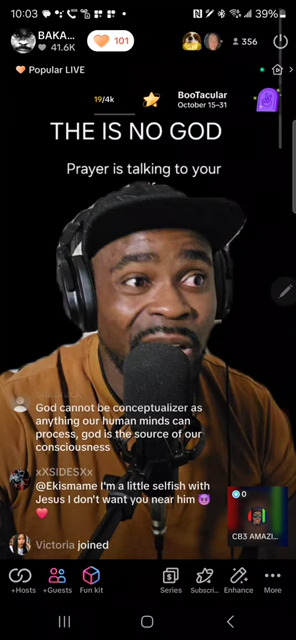 10:03
39%
BAKA...
41.6K
101
356
Popular LIVE
19/4k
BooTacular
October 15–31
THE IS NO GOD
Prayer is talking to your
God cannot be conceptualizer as
anything our human minds can
process, god is the source of our
consciousness
xXSIDESXx
@Ekismame I'm a little selfish with
Jesus I don't want you near him 😈
❤️
Victoria joined
0
CB3 AMAZI...
+Hosts
+Guests
Fun kit
Series
Subscri...
Enhance
More